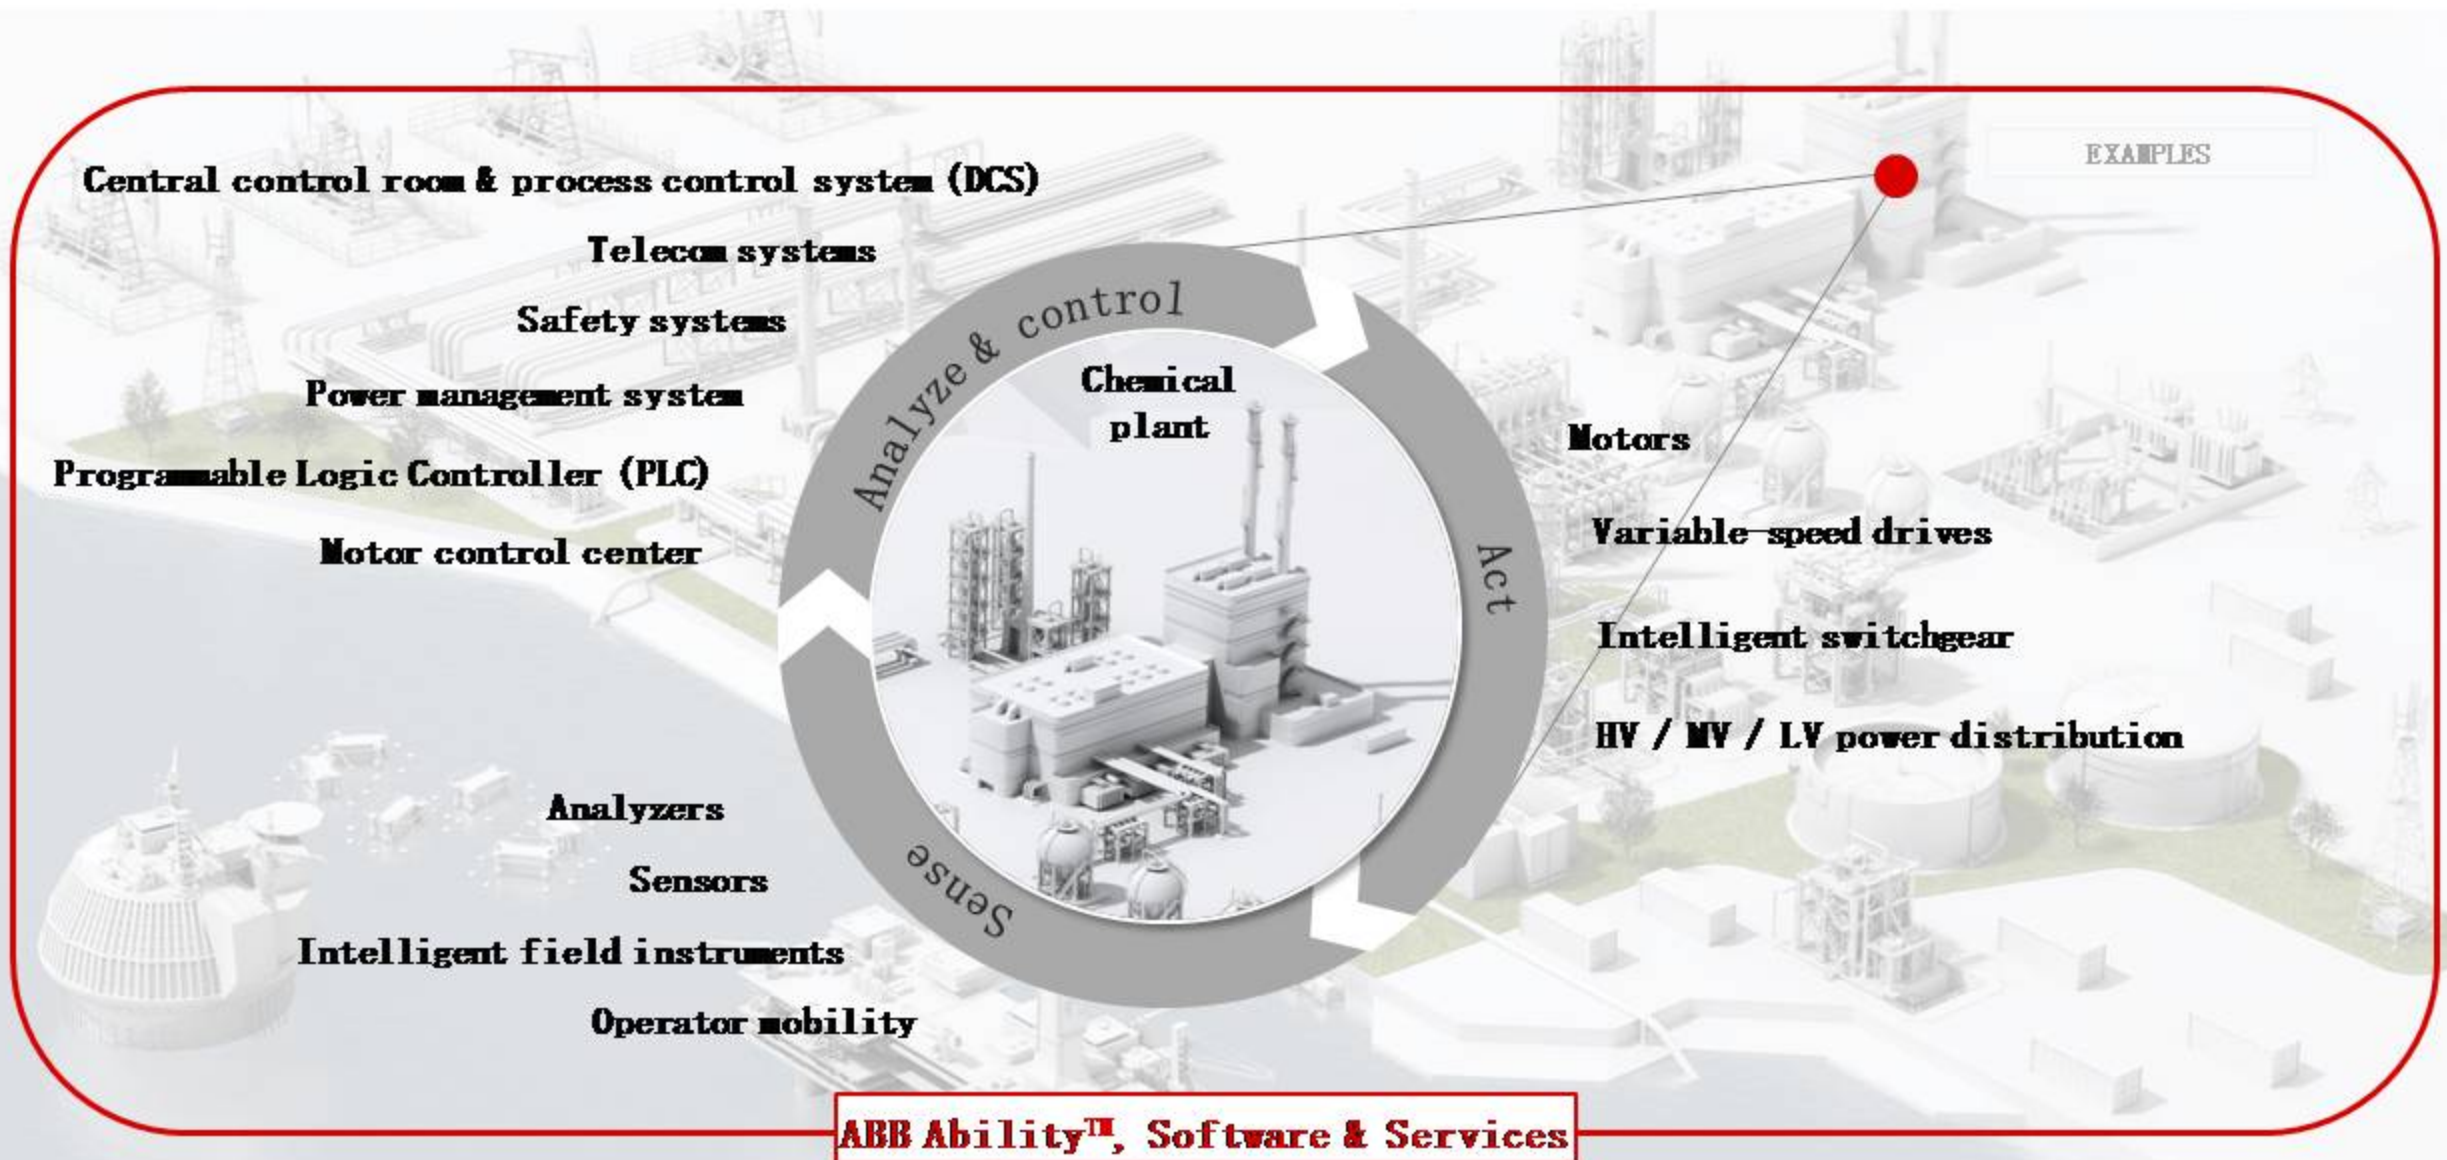 EXAMPLES
Central control room & process control system (DCS)
Telecom systems
Safety systems
Power management system
Programmable Logic Controller (PLC)
Motor control center
Analyze & control
Chemical
plant
Act
Motors
Variable-speed drives
Intelligent switchgear
HV / MV / LV power distribution
Sense
Analyzers
Sensors
Intelligent field instruments
Operator mobility
ABB Ability™, Software & Services